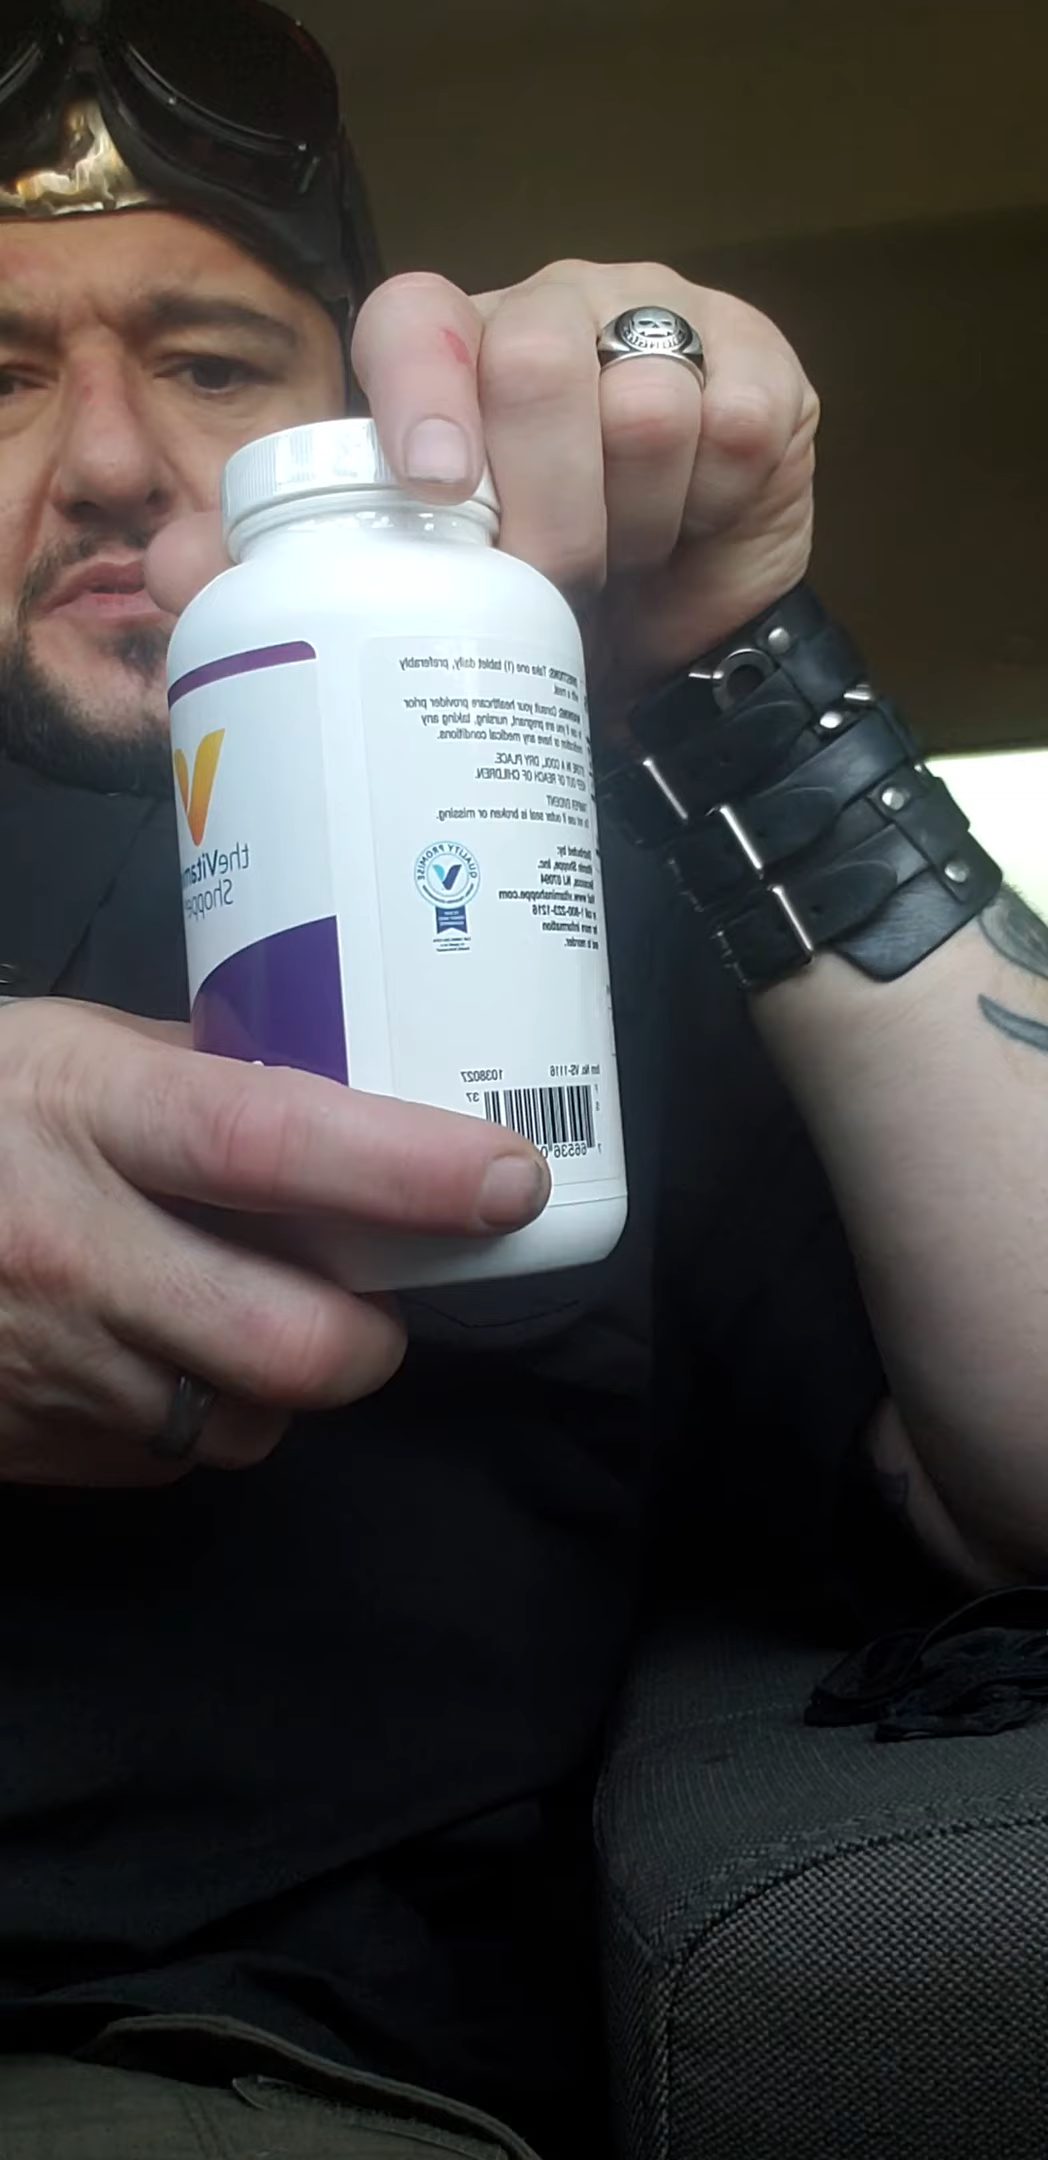 theVitam
Shoppe
DIRECTIONS: Take one (1) tablet daily, preferably
with a meal.
WARNING: Consult your healthcare provider prior
to use if you are pregnant, nursing, taking any
medication or have any medical conditions.
STORE IN A COOL, DRY PLACE.
KEEP OUT OF REACH OF CHILDREN.
TAMPER EVIDENT
Do not use if outer seal is broken or missing.
QUALITY PROMISE
Distributed by:
Vitamin Shoppe, Inc.
Secaucus, NJ 07094
Visit www.vitaminshoppe.com
or call 1-800-223-1216
for more information
and to reorder.
Item No. VS-1116
1038027
37
7 66536 0